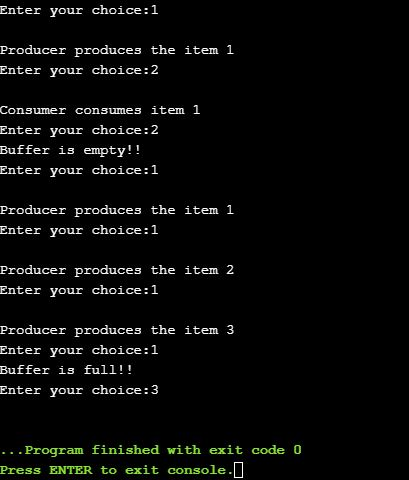 Enter your choice:1
Producer produces the item 1
Enter your choice:2
Consumer consumes item 1
Enter your choice:2
Buffer is empty!!
Enter your choice:1
Producer produces the item 1
Enter your choice:1
Producer produces the item 2
Enter your choice:1
Producer produces the item 3
Enter your choice:1
Buffer is full!!
Enter your choice:3
...Program finished with exit code 0
Press ENTER to exit console.